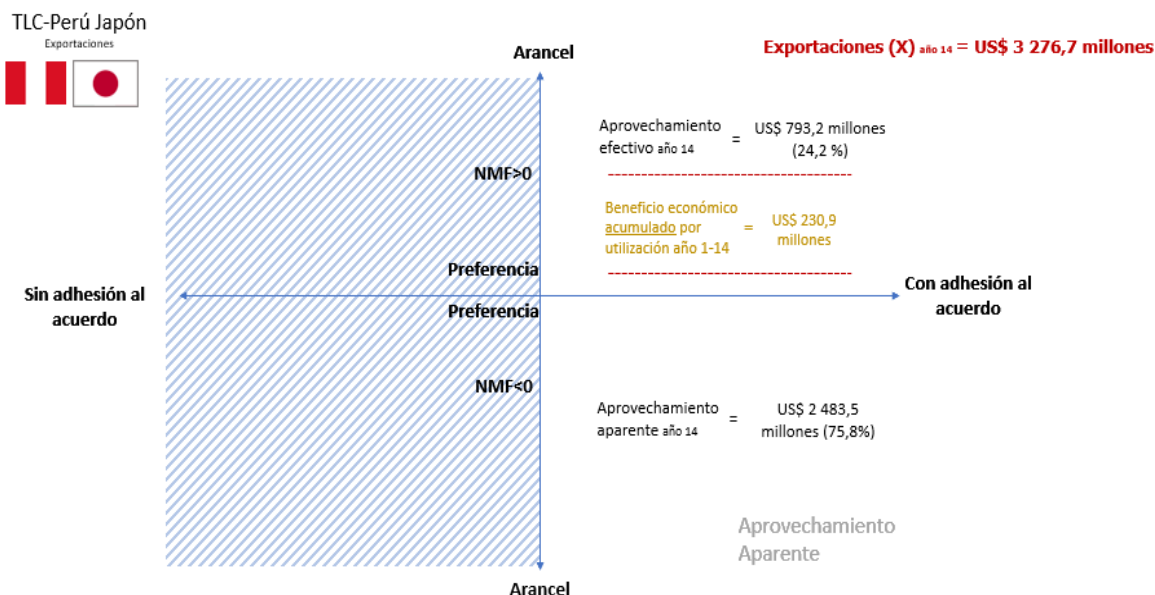 TLC-Perú Japón
Exportaciones
Arancel
Exportaciones (X) año 14 = US$ 3 276,7 millones
Aprovechamiento
efectivo año 14
=
US$ 793,2 millones
(24,2 %)
NMF>0
Beneficio económico
acumulado por
utilización año 1-14
=
US$ 230,9
millones
Preferencia
Sin adhesión al
acuerdo
Con adhesión al
acuerdo
Preferencia
NMF<0
Aprovechamiento
aparente año 14
=
US$ 2 483,5
millones (75,8%)
Aprovechamiento
Aparente
Arancel